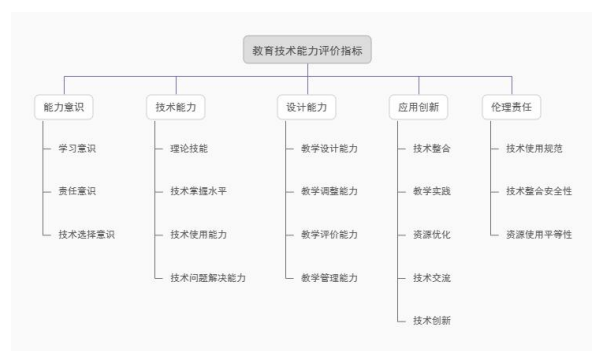 教育技术能力评价指标
能力意识
学习意识
责任意识
技术选择意识
技术能力
理论技能
技术掌握水平
技术使用能力
技术问题解决能力
设计能力
教学设计能力
教学调整能力
教学评价能力
教学管理能力
应用创新
技术整合
教学实践
资源优化
技术交流
技术创新
伦理责任
技术使用规范
技术整合安全性
资源使用平等性